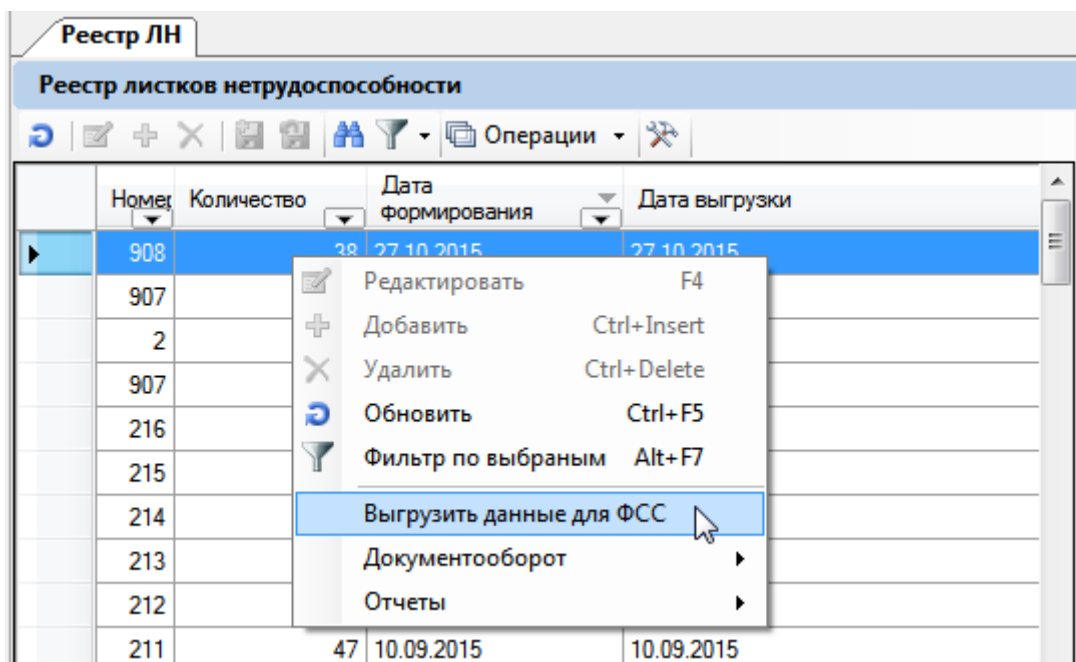 Реестр ЛН
Реестр листков нетрудоспособности
Операции
Номер Количество Дата формирования Дата выгрузки
908 38 27.10.2015 27.10.2015
Редактировать F4
907
Добавить Ctrl+Insert
2
Удалить Ctrl+Delete
907
Обновить Ctrl+F5
216
Фильтр по выбраным Alt+F7
215
Выгрузить данные для ФСС
214
Документооборот
213
Отчеты
212
211 47 10.09.2015 10.09.2015